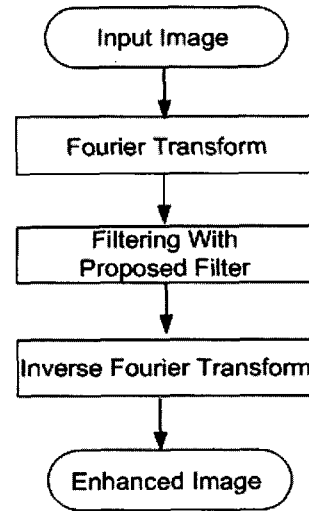 Input Image
Fourier Transform
Filtering With
Proposed Filter
Inverse Fourier Transform
Enhanced Image